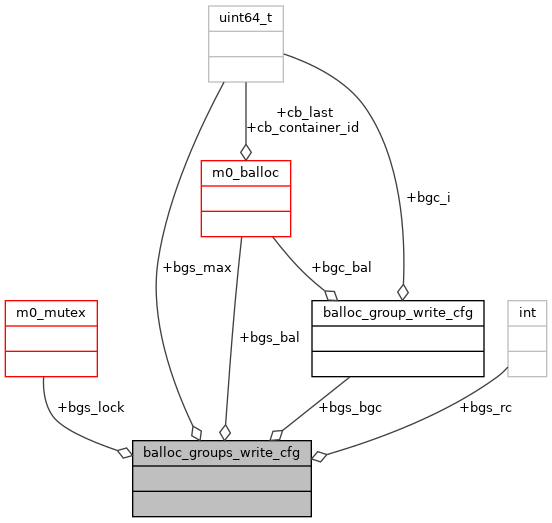 uint64_t
+cb_last
+cb_container_id
m0_balloc
+bgc_i
+bgs_max
+bgc_bal
m0_mutex
balloc_group_write_cfg
int
+bgs_bal
+bgs_lock
+bgs_bgc
+bgs_rc
balloc_groups_write_cfg